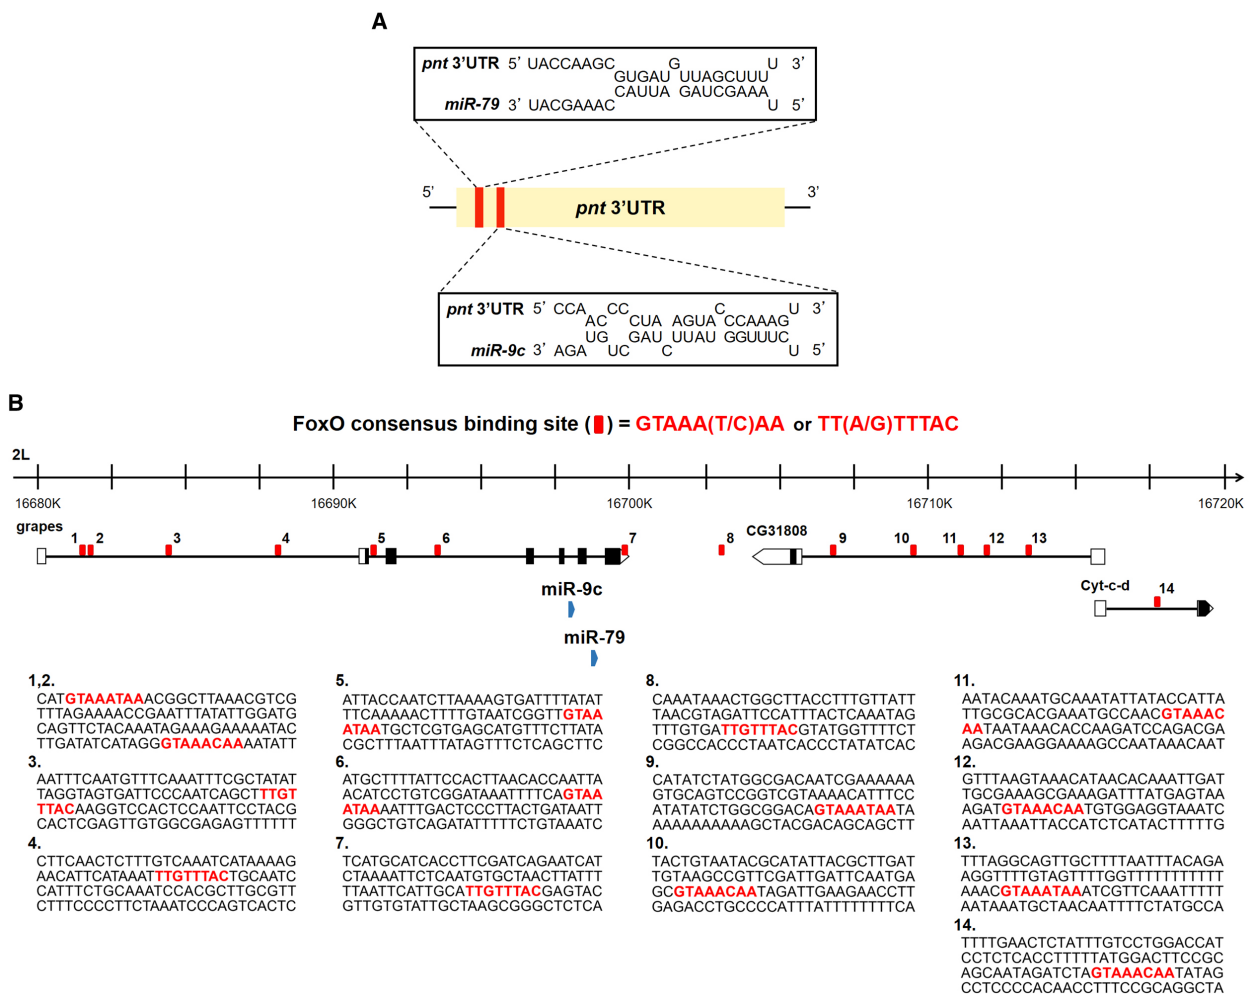 A
pnt 3'UTR 5' UACCAAGC G U 3'
GUGAU UUAGCUUU
CAUUA GAUCGAAA
miR-79 3' UACGAAAC U 5'
5' 3'
pnt 3'UTR
pnt 3'UTR 5' CCA CC C U 3'
AC CUA AGUA CCAAAG
UG GAU UUAU GGUUUC
miR-9c 3' AGA UC C U 5'
B
FoxO consensus binding site ( ) = GTAAA(T/C)AA or TT(A/G)TTTAC
2L
16680K 16690K 16700K 16710K 16720K
grapes
1 2 3 4 5 6 7 8
CG31808
9 10 11 12 13
miR-9c
Cyt-c-d
14
miR-79
1,2.
CATGTAAATAAACGGCTTAAACGTCG
TTTAGAAAACCGAATTTATATTGGATG
CAGTTCTACAAATAGAAAGAAAAATAC
TTGATATCATAGGGTAAACAAAATATT
3.
AATTTCAATGTTTCAAATTTCGCTATAT
TAGGTAGTGATTCCCAATCAGCTTTGT
TTACAAGGTCCACTCCAATTCCTACG
CACTCGAGTTGTGGCGAGAGTTTTTT
4.
CTTCAACTCTTTGTCAAATCATAAAAG
AACATTCATAAATTTGTTTACTGCAATC
CATTTCTGCAAATCCACGCTTGCGTT
CTTTCCCCTTCTAAATCCCAGTCACTC
5.
ATTACCAATCTTAAAAGTGATTTTATAT
TTCAAAAACTTTTGTAATCGGTTGTAA
ATAATGCTCGTGAGCATGTTTCTTATA
CGCTTTAATTTATAGTTTCTCAGCTTC
6.
ATGCTTTTATTCCACTTAACACCAATTA
ACATCCTGTCGGATAAATTTTCAGTAA
ATAAAATTTGACTCCCTTACTGATAATT
GGGCTGTCAGATATTTTTCTGTAAATC
7.
TCATGCATCACCTTCGATCAGAATCAT
CTAAAATTCTCAATGTGCTAACTTATTT
TTAATTCATTGCATTGTTTACGAGTAC
GTTGTGTATTGCTAAGCGGGCTCTCA
8.
CAAATAAACTGGCTTACCTTTGTTATT
TAACGTAGATTCCATTTACTCAAATAG
TTTGTGATTGTTTACGTATGGTTTTCT
CGGCCACCCTAATCACCCTATATCAC
9.
CATATCTATGGCGACAATCGAAAAAA
GTGCAGTCCGGTCGTAAAACATTTCC
ATATATCTGGCGGACAGTAAATAATA
AAAAAAAAAAGCTACGACAGCAGCTT
10.
TACTGTAATACGCATATTACGCTTGAT
TGTAAGCCGTTCGATTGATTCAATGA
GCGTAAACAATAGATTGAAGAACCTT
GAGACCTGCCCCATTTATTTTTTTTCA
11.
AATACAAATGCAAATATTATACCATTA
TTGCGCACGAAATGCCAACGTAAAC
AATAATAAACACCAAGATCCAGACGA
AGACGAAGGAAAAGCCAATAAACAAT
12.
GTTTAAGTAAACATAACACAAATTGAT
TGCGAAAGCGAAAGATTTATGAGTAA
AGATGTAAACAATGTGGAGGTAAATC
AATTAAATTACCATCTCATACTTTTTG
13.
TTTAGGCAGTTGCTTTTAATTTACAGA
AGGTTTTGTAGTTTTGGTTTTTTTTTTT
AAACGTAAATAAATCGTTCAAATTTTT
AATAAATGCTAACAATTTTCTATGCCA
14.
TTTTGAACTCTATTTGTCCTGGACCAT
CCTCTCACCTTTTTATGGACTTCCGC
AGCAATAGATCTAGTAAACAATATAG
CCTCCCCACAACCTTTCCGCAGGCTA